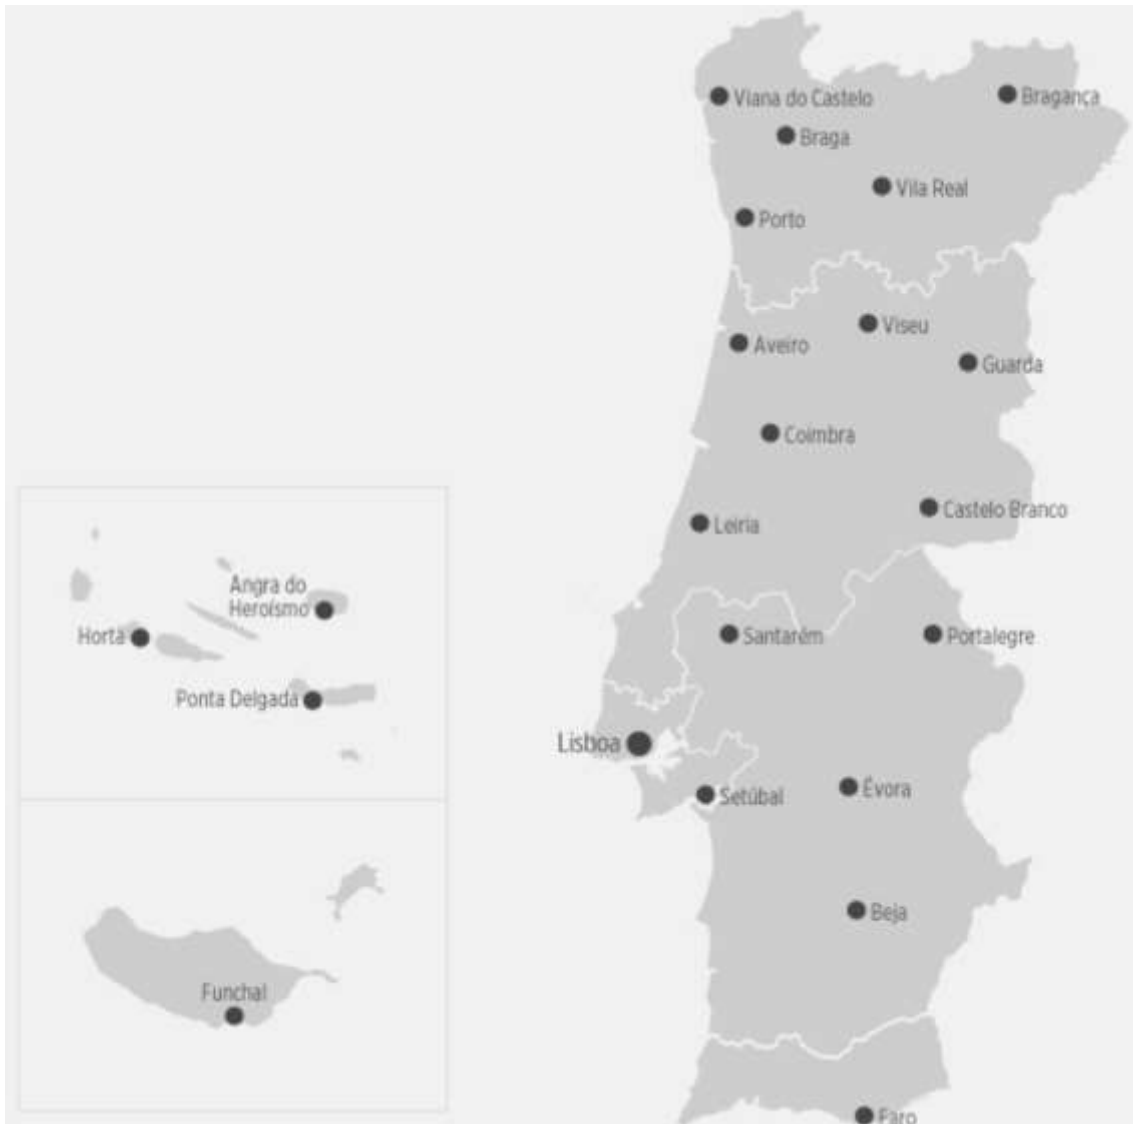 Viana do Castelo
Bragança
Braga
Vila Real
Porto
Viseu
Aveiro
Guarda
Coimbra
Castelo Branco
Leiria
Angra do
Heroísmo
Horta
Santarém
Portalegre
Ponta Delgada
Lisboa
Évora
Setúbal
Beja
Funchal
Faro